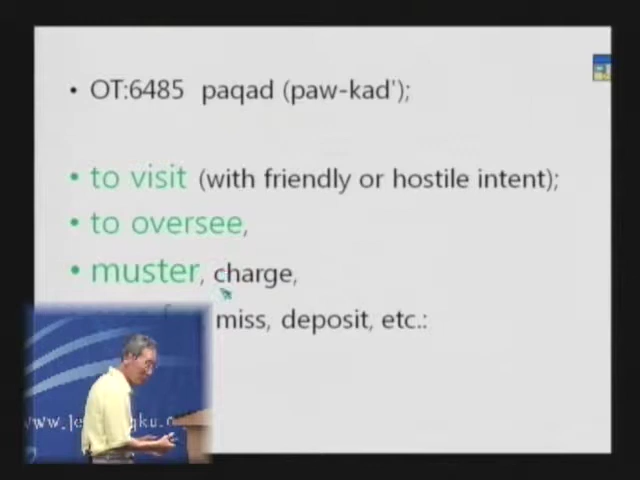 • OT:6485 paqad (paw-kad');
• to visit (with friendly or hostile intent);
• to oversee,
• muster, charge,
miss, deposit, etc.: